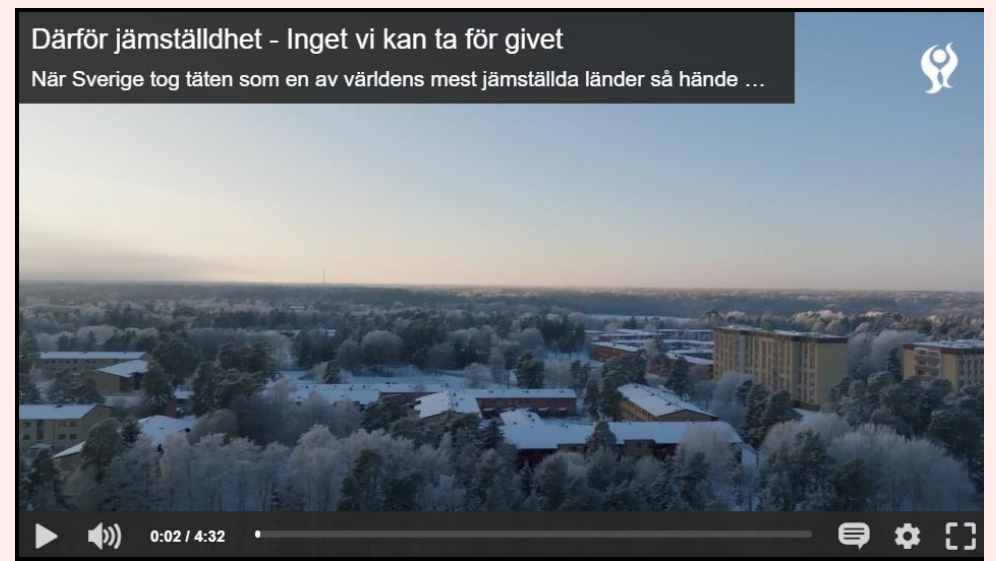 Därför jämställdhet - Inget vi kan ta för givet
När Sverige tog täten som en av världens mest jämställda länder så hände ...
0:02 / 4:32